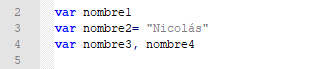 2 var nombre1
3 var nombre2= "Nicolás"
4 var nombre3, nombre4
5